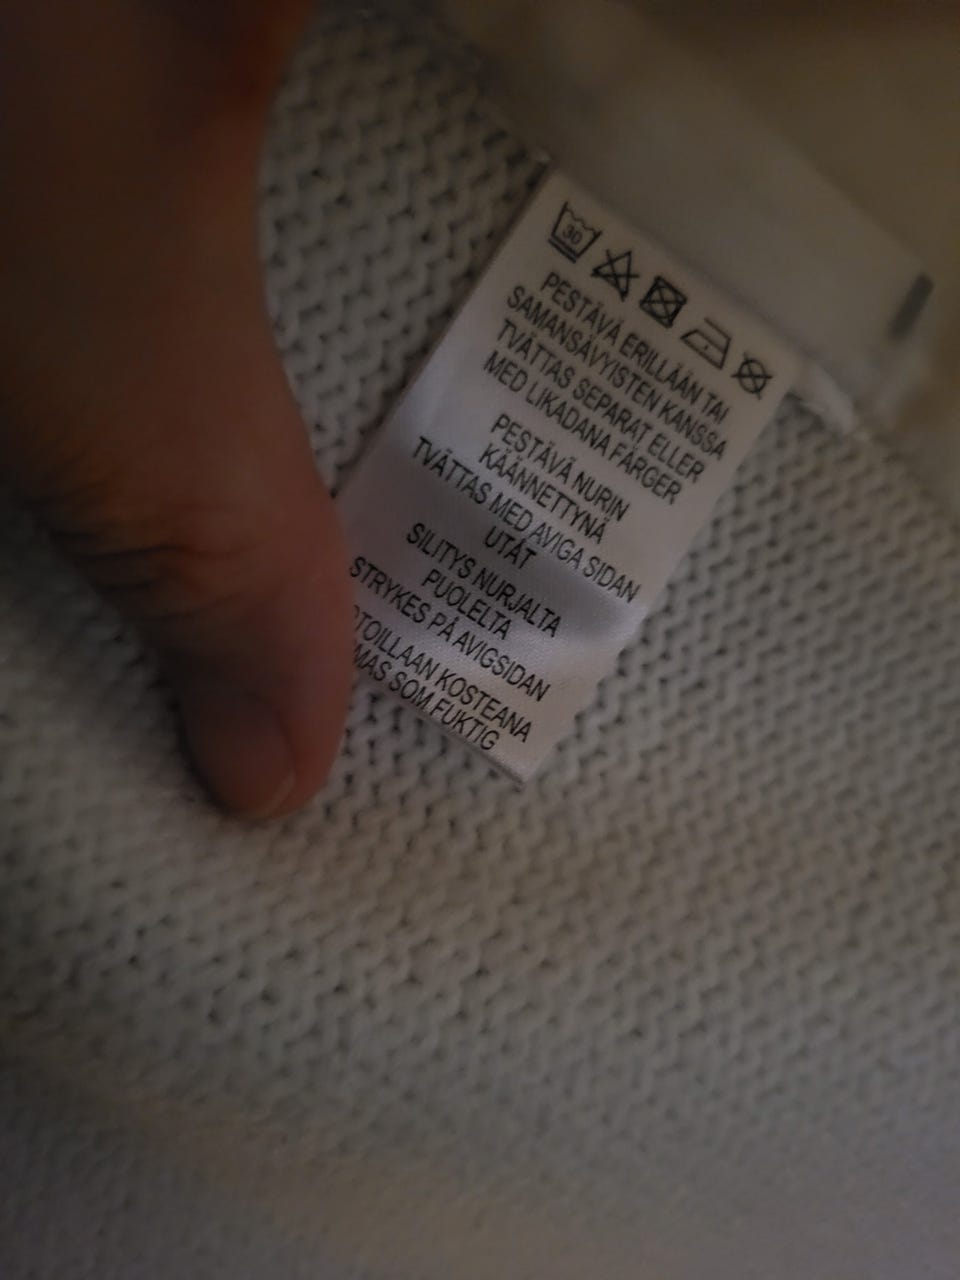 30
PESTÄVÄ ERILLÄÄN TAI
SAMANSÄVYISTEN KANSSA
TVÄTTAS SEPARAT ELLER
MED LIKADANA FÄRGER
PESTÄVÄ NURIN
KÄÄNNETTYNÄ
TVÄTTAS MED AVIGA SIDAN
UTÅT
SILITYS NURJALTA
PUOLELTA
STRYKES PÅ AVIGSIDAN
KOSTEANA
SOM FUKTIG